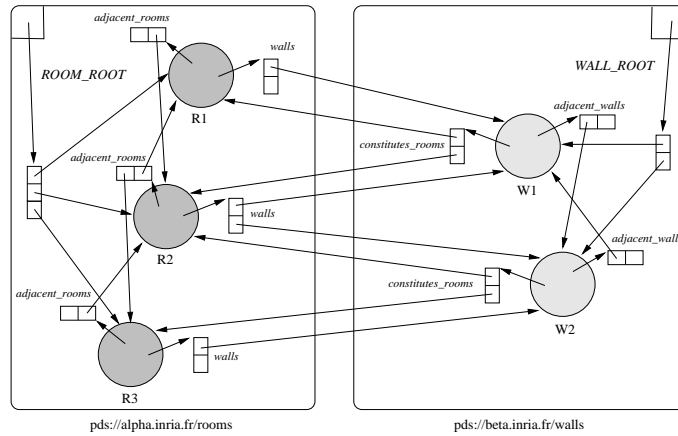 adjacent_rooms
walls
ROOM_ROOT
WALL_ROOT
R1
adjacent_walls
constitutes_rooms
adjacent_rooms
W1
walls
adjacent_wall
R2
constitutes_rooms
adjacent_rooms
W2
walls
R3
pds://alpha.inria.fr/rooms
pds://beta.inria.fr/walls